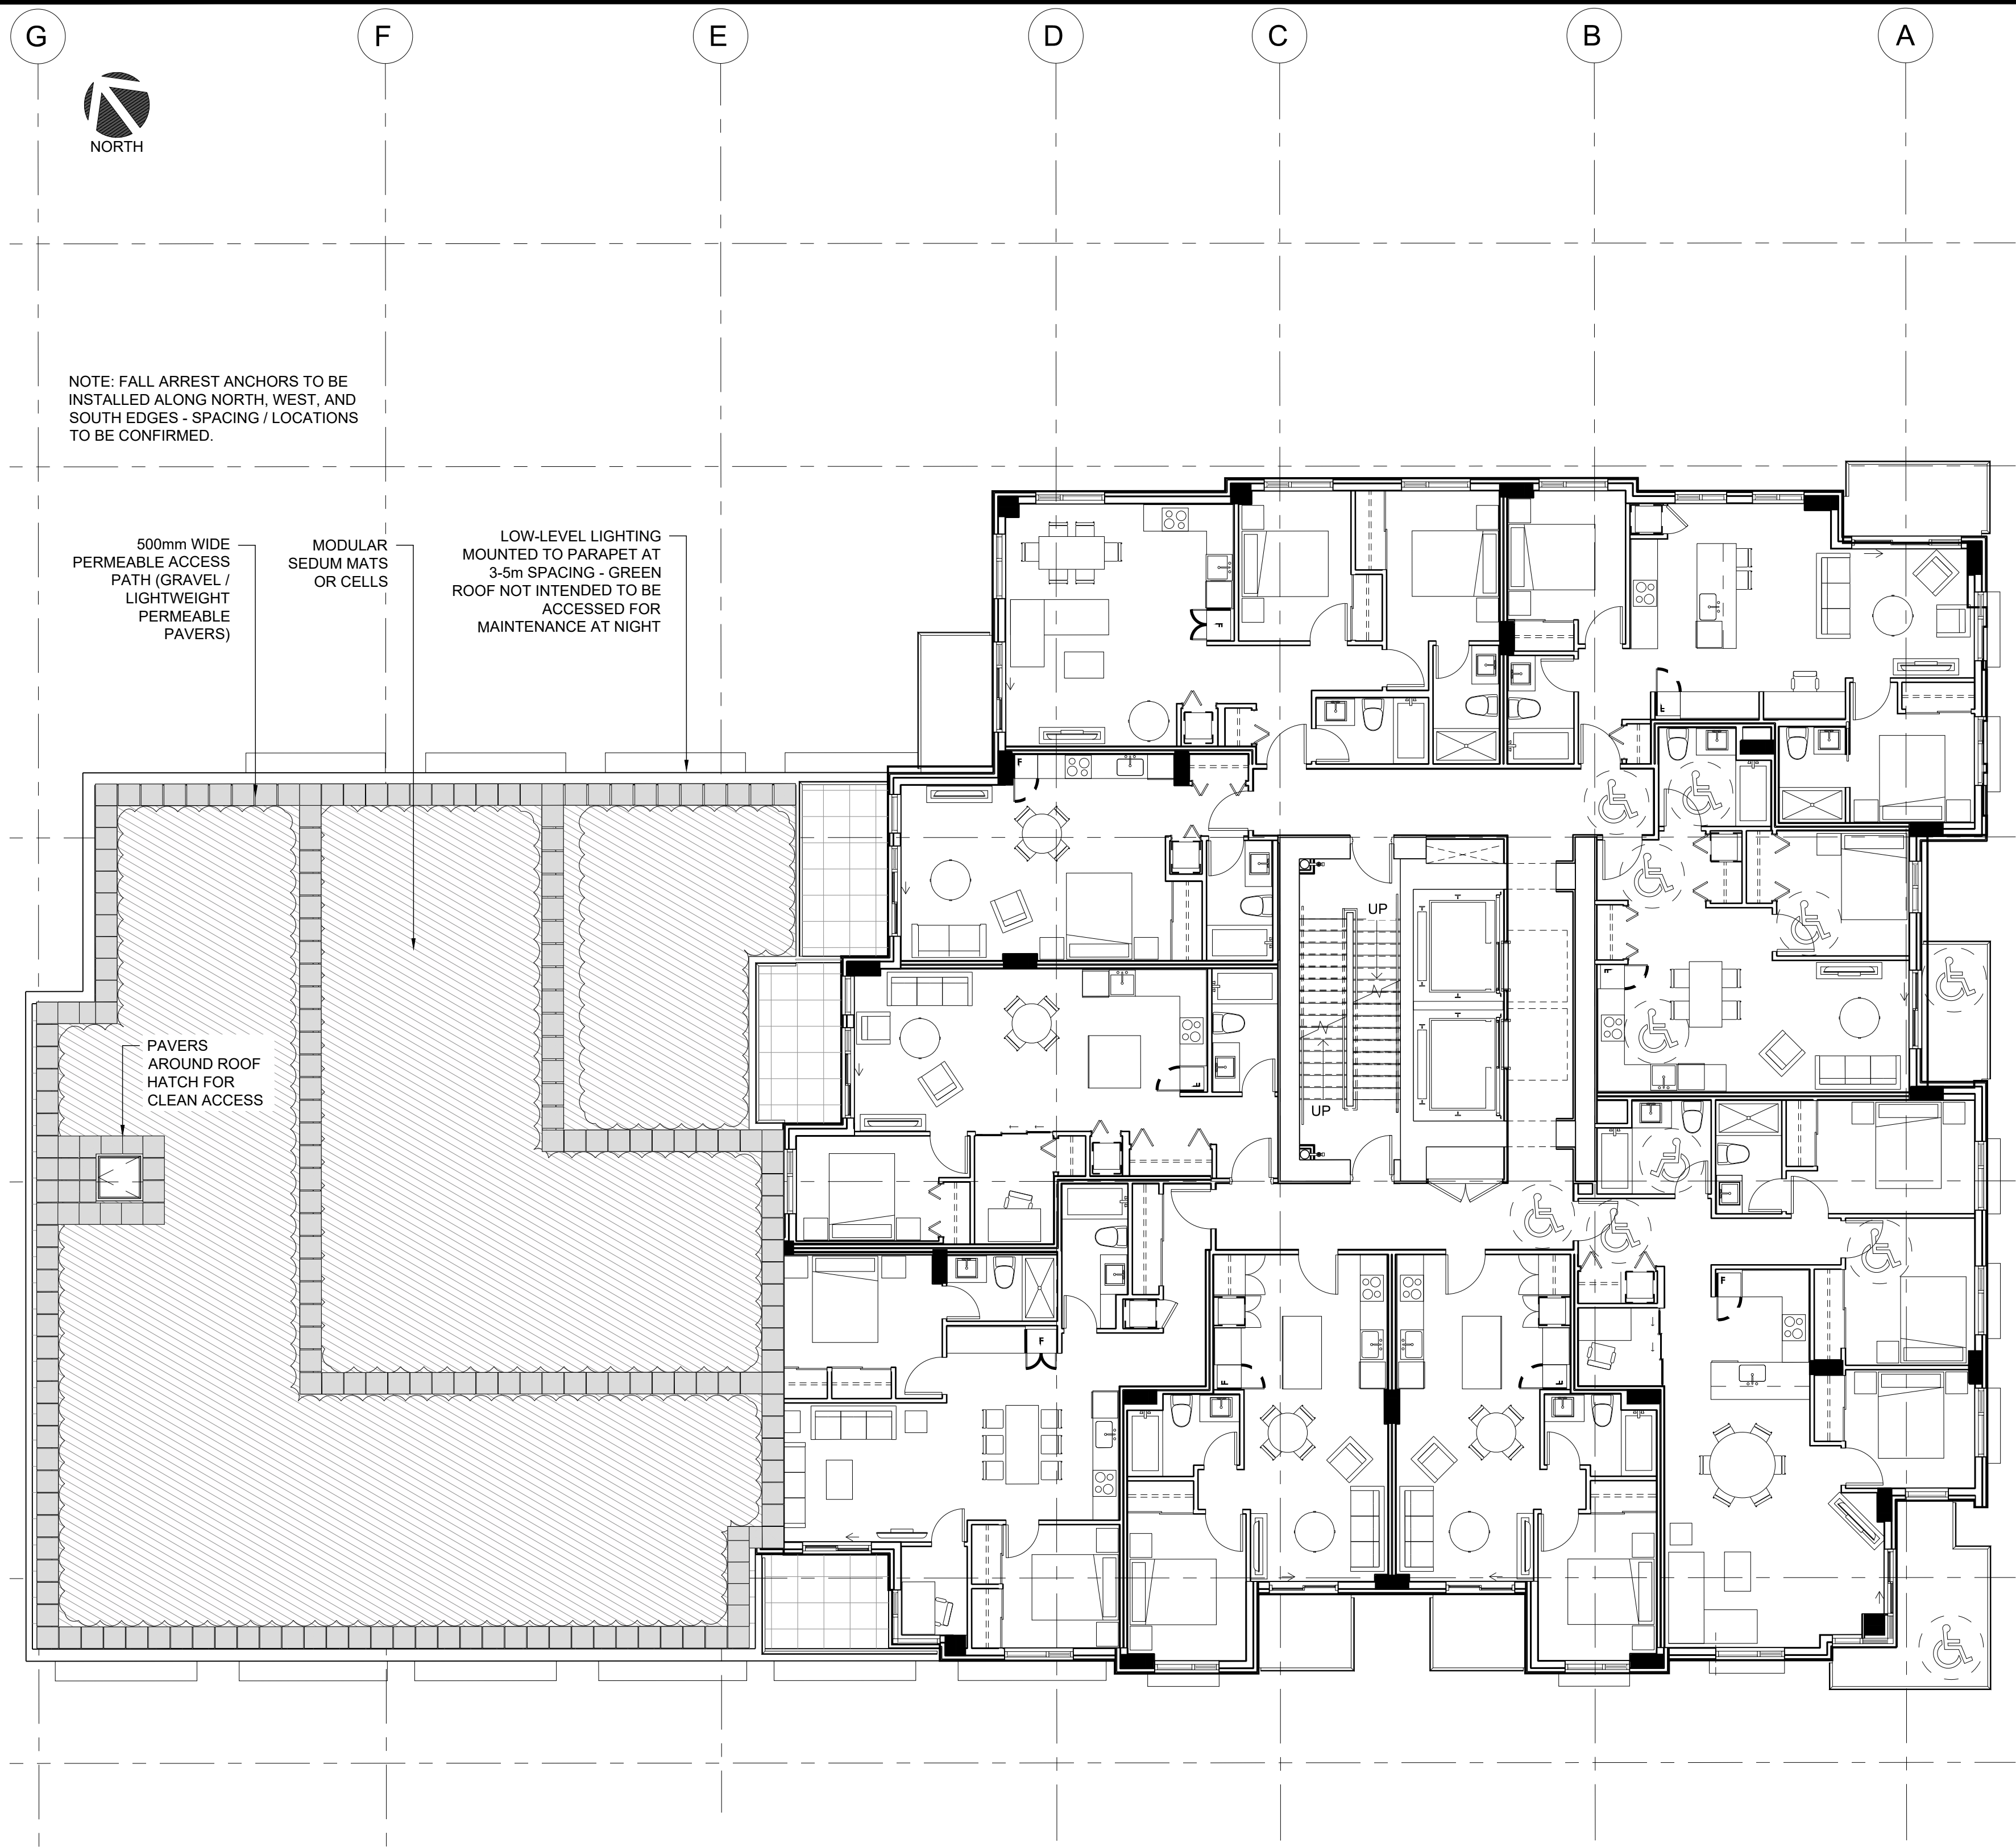 G
F
E
D
C
B
A
NORTH
NOTE: FALL ARREST ANCHORS TO BE
INSTALLED ALONG NORTH, WEST, AND
SOUTH EDGES - SPACING / LOCATIONS
TO BE CONFIRMED.
500mm WIDE
PERMEABLE ACCESS
PATH (GRAVEL /
LIGHTWEIGHT
PERMEABLE
PAVERS)
MODULAR
SEDUM MATS
OR CELLS
LOW-LEVEL LIGHTING
MOUNTED TO PARAPET AT
3-5m SPACING - GREEN
ROOF NOT INTENDED TO BE
ACCESSED FOR
MAINTENANCE AT NIGHT
F
F
F
UP
F
PAVERS
AROUND ROOF
HATCH FOR
CLEAN ACCESS
F
UP
F
F
F
F